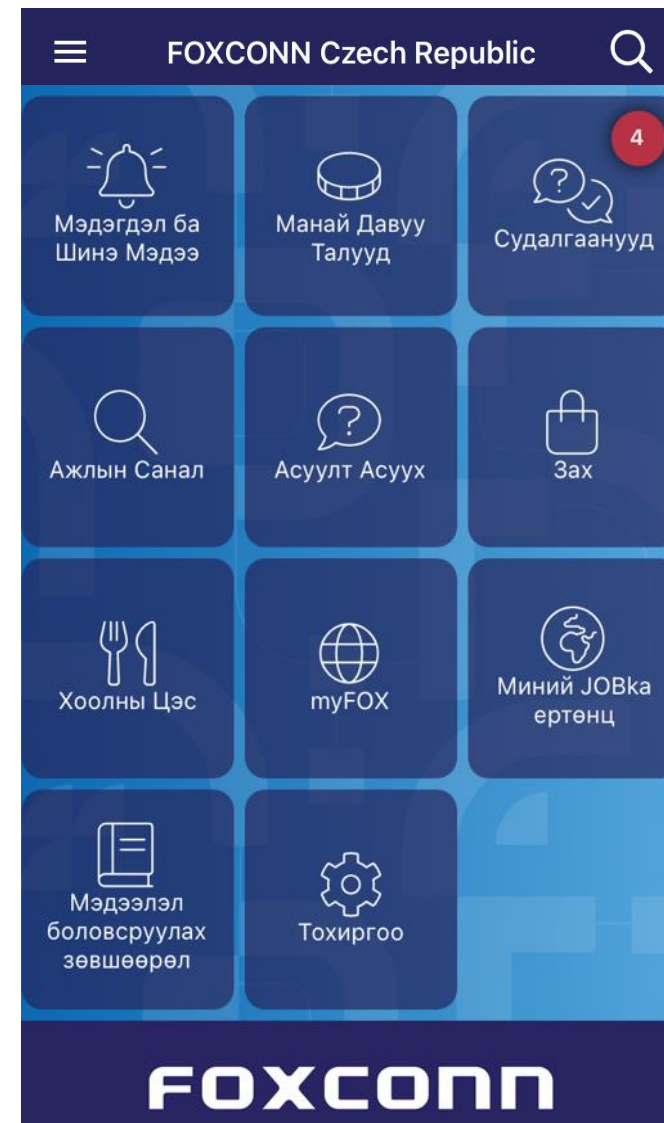 FOXCONN Czech Republic
4
Мэдэгдэл ба
Шинэ Мэдээ
Манай Давуу
Талууд
Судалгаанууд
Ажлын Санал
Асуулт Асуух
Зах
Хоолны Цэс
myFOX
Миний JOBka
ертөнц
Мэдээлэл
боловсруулах
зөвшөөрөл
Тохиргоо
FOXCONN